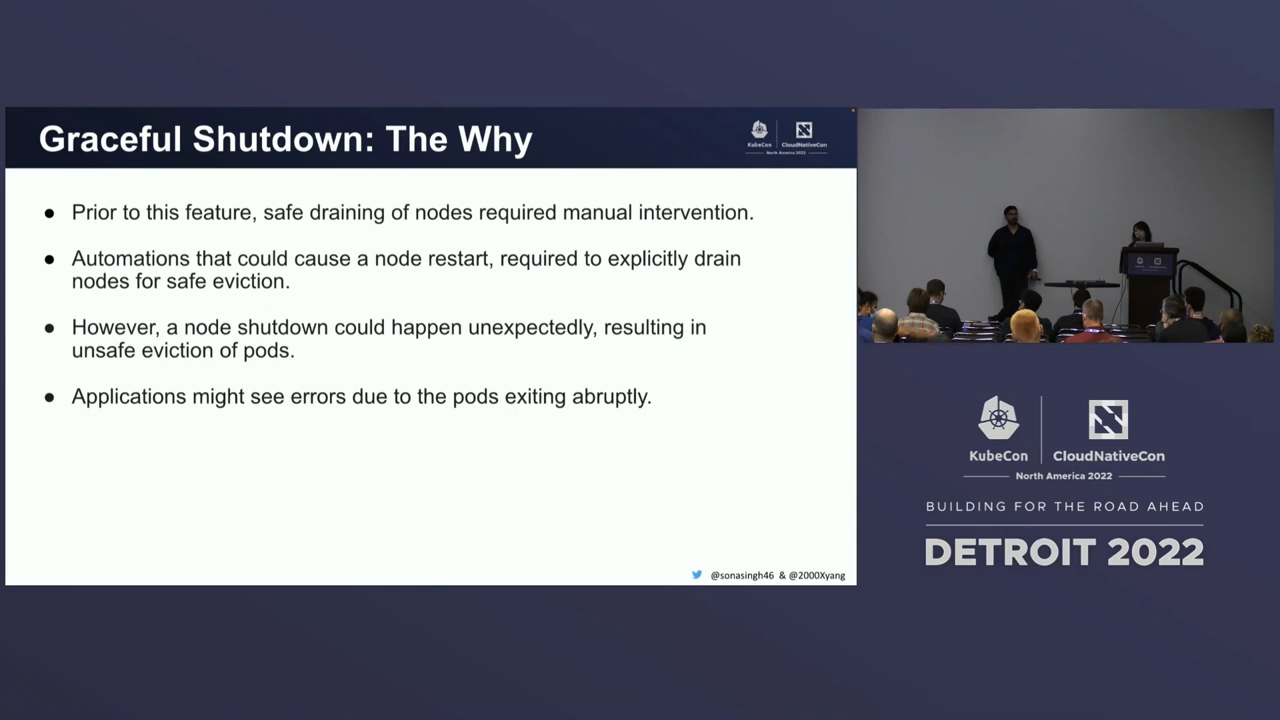 Graceful Shutdown: The Why
KubeCon
CloudNativeCon
North America 2022
● Prior to this feature, safe draining of nodes required manual intervention.
● Automations that could cause a node restart, required to explicitly drain
nodes for safe eviction.
● However, a node shutdown could happen unexpectedly, resulting in
unsafe eviction of pods.
● Applications might see errors due to the pods exiting abruptly.
@sonasingh46 & @2000Xyang
KubeCon
CloudNativeCon
North America 2022
BUILDING FOR THE ROAD AHEAD
DETROIT 2022